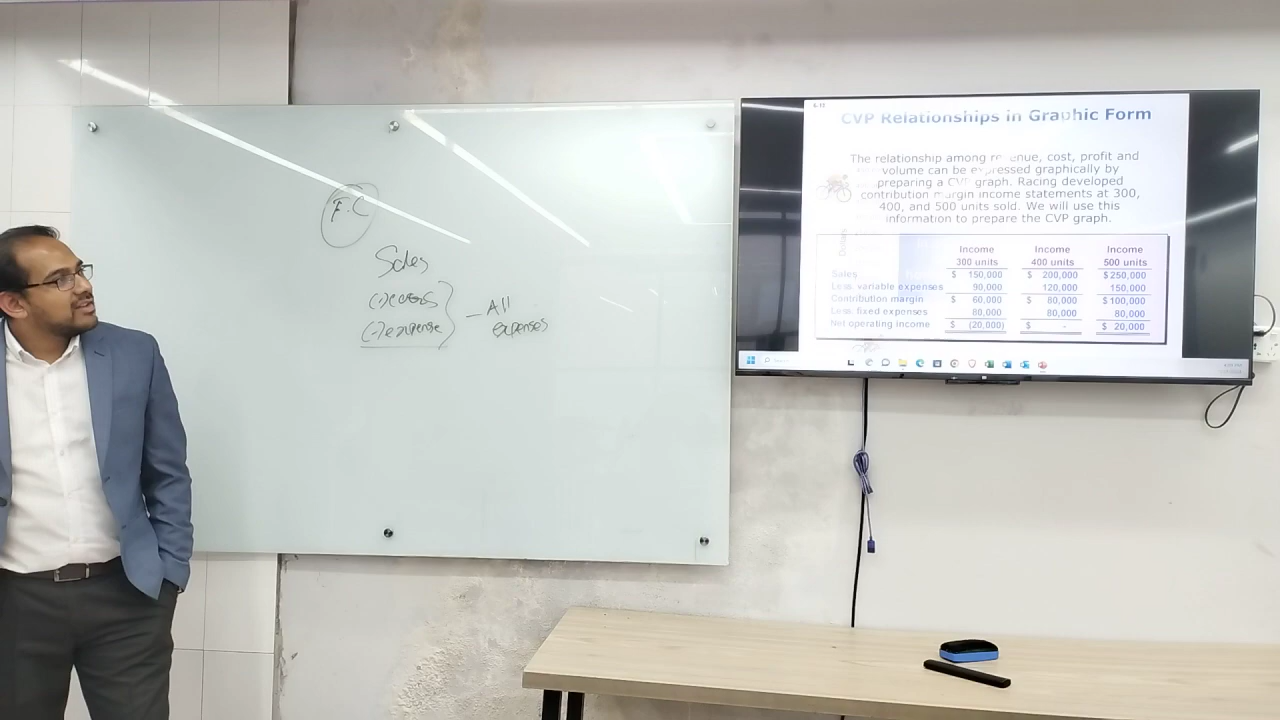 F.C
Sales
(-) expense
- All
expenses
6-19
CVP Relationships in Graphic Form
The relationship among revenue, cost, profit and
volume can be expressed graphically by
preparing a CVP graph. Racing developed
contribution margin income statements at 300,
400, and 500 units sold. We will use this
information to prepare the CVP graph.
Income 300 units Income 400 units Income 500 units
Sales $ 150,000 $ 200,000 $ 250,000
Less: variable expenses 90,000 120,000 150,000
Contribution margin $ 60,000 $ 80,000 $ 100,000
Less: fixed expenses 80,000 80,000 80,000
Net operating income $ (20,000) $ - $ 20,000